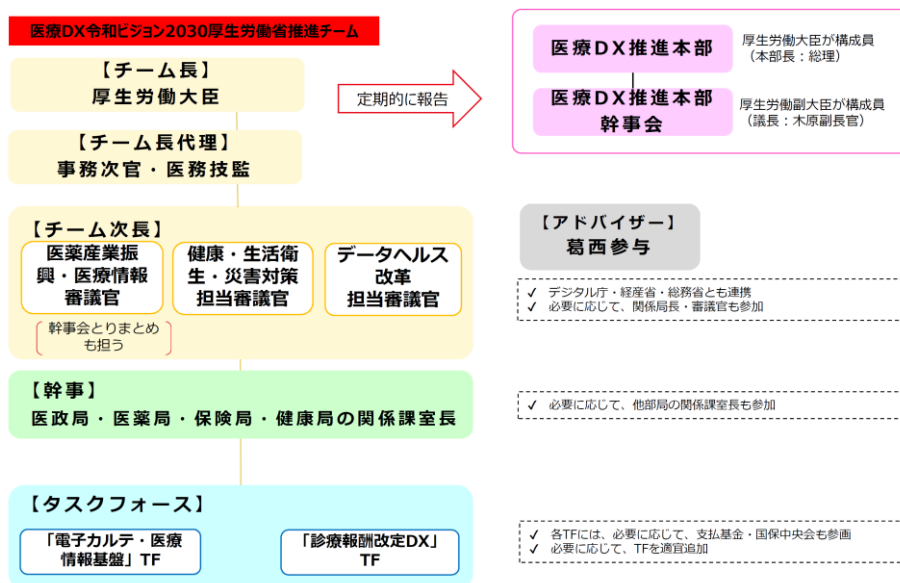 医療DX令和ビジョン2030厚生労働省推進チーム
【チーム長】
厚生労働大臣
定期的に報告
医療DX推進本部
厚生労働大臣が構成員
（本部長：総理）
医療DX推進本部
幹事会
厚生労働副大臣が構成員
（議長：木原副長官）
【チーム長代理】
事務次官・医務技監
【チーム次長】
医薬産業振
興・医療情報
審議官
健康・生活衛
生・災害対策
担当審議官
データヘルス
改革
担当審議官
幹事会とりまとめ
も担う
【アドバイザー】
葛西参与
✓ デジタル庁・経産省・総務省とも連携
✓ 必要に応じて、関係局長・審議官も参加
【幹事】
医政局・医薬局・保険局・健康局の関係課室長
✓ 必要に応じて、他部局の関係課室長も参加
【タスクフォース】
「電子カルテ・医療
情報基盤」TF
「診療報酬改定DX」
TF
✓ 各TFには、必要に応じて、支払基金・国保中央会も参画
✓ 必要に応じて、TFを適宜追加